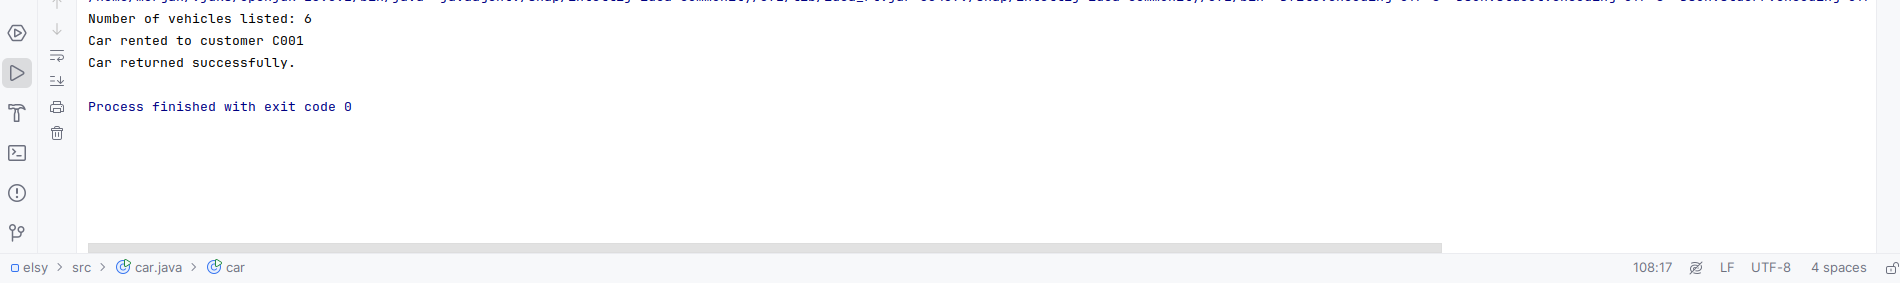 Number of vehicles listed: 6
Car rented to customer C001
Car returned successfully.
Process finished with exit code 0
elsy > src > car.java > car
108:17 LF UTF-8 4 spaces